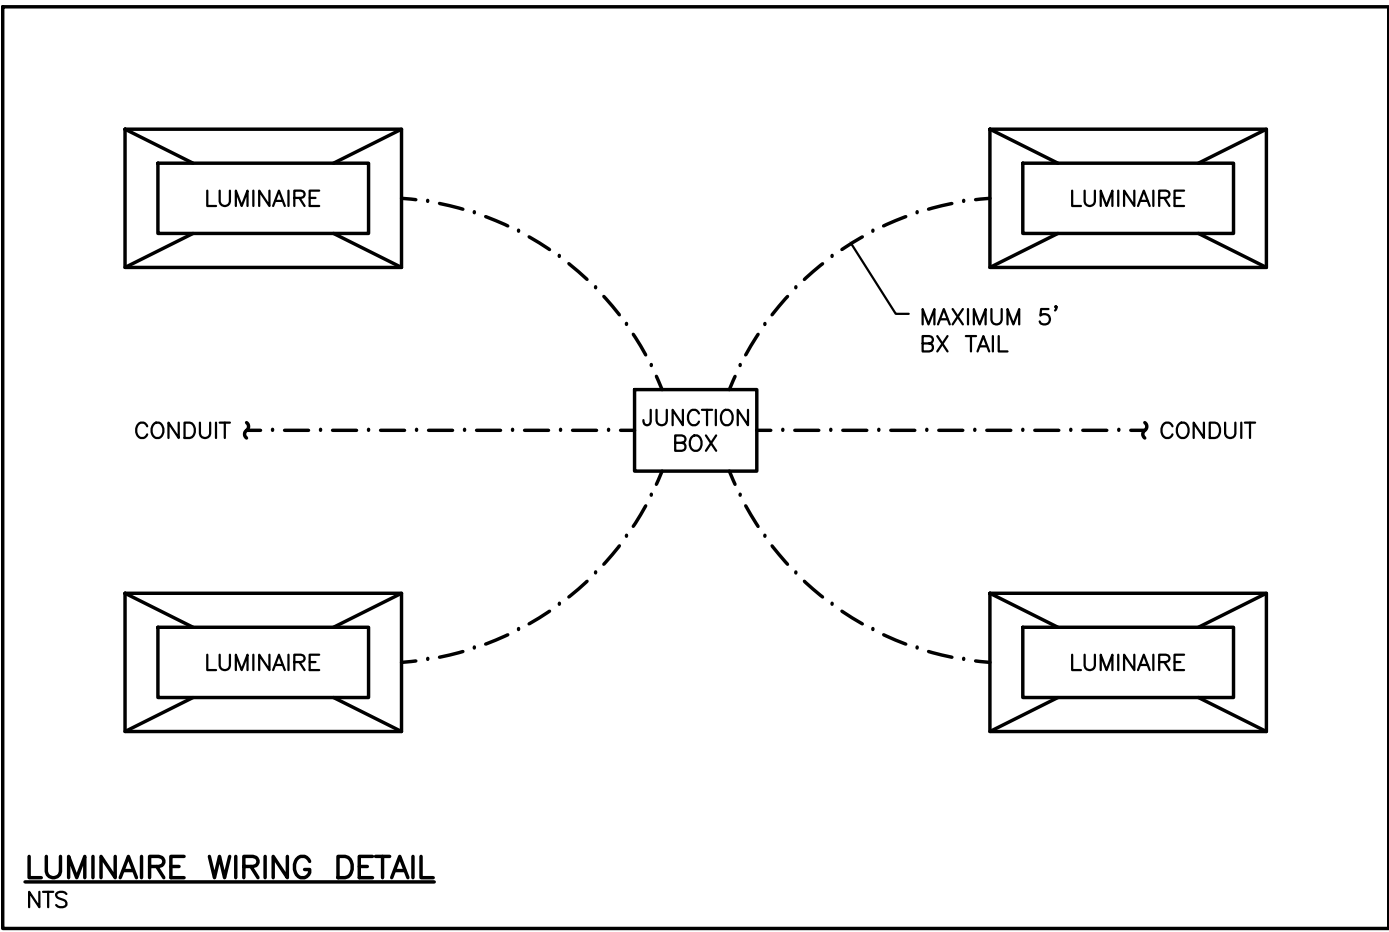 LUMINAIRE
LUMINAIRE
MAXIMUM 5'
BX TAIL
CONDUIT
JUNCTION
BOX
CONDUIT
LUMINAIRE
LUMINAIRE
LUMINAIRE WIRING DETAIL
NTS